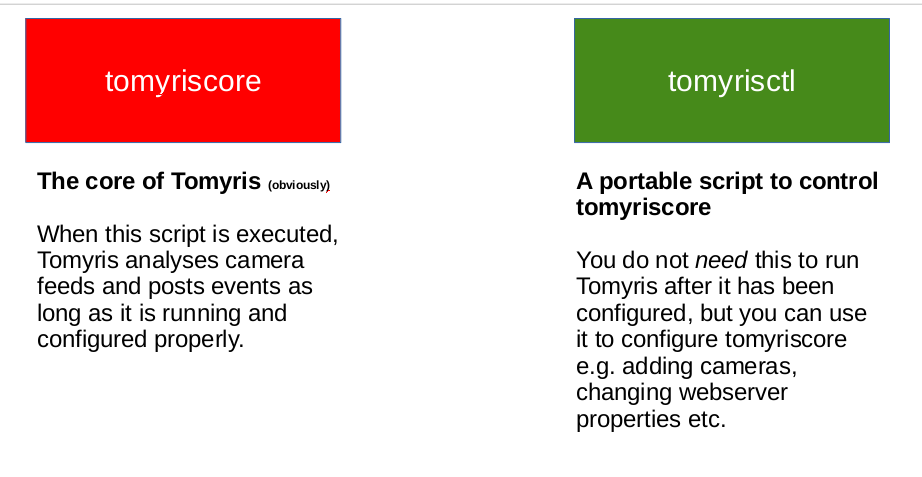 tomyriscore
The core of Tomyris (obviously)
When this script is executed,
Tomyris analyses camera
feeds and posts events as
long as it is running and
configured properly.
tomyrisctl
A portable script to control
tomyriscore
You do not need this to run
Tomyris after it has been
configured, but you can use
it to configure tomyriscore
e.g. adding cameras,
changing webserver
properties etc.